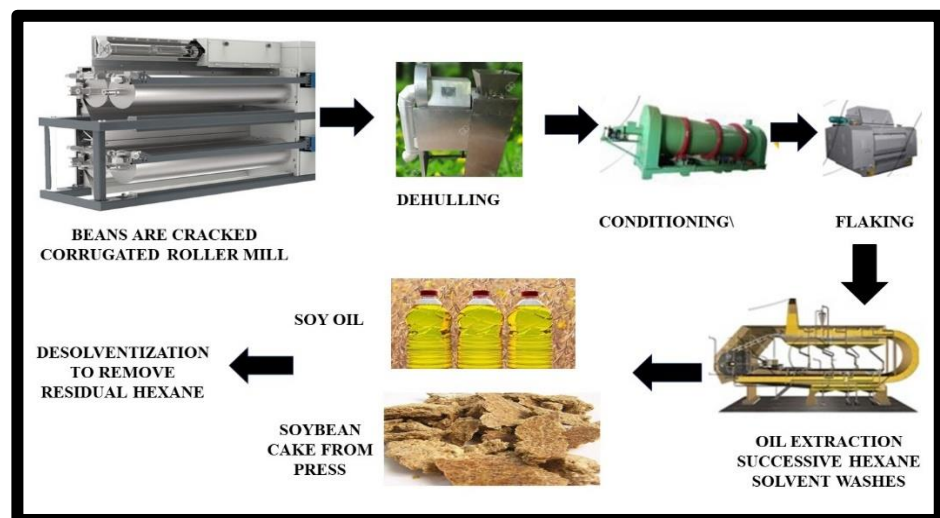 BEANS ARE CRACKED
CORRUGATED ROLLER MILL
DEHULLING
CONDITIONING\
FLAKING
OIL EXTRACTION
SUCCESSIVE HEXANE
SOLVENT WASHES
SOY OIL
SOYBEAN
CAKE FROM
PRESS
DESOLVENTIZATION
TO REMOVE
RESIDUAL HEXANE